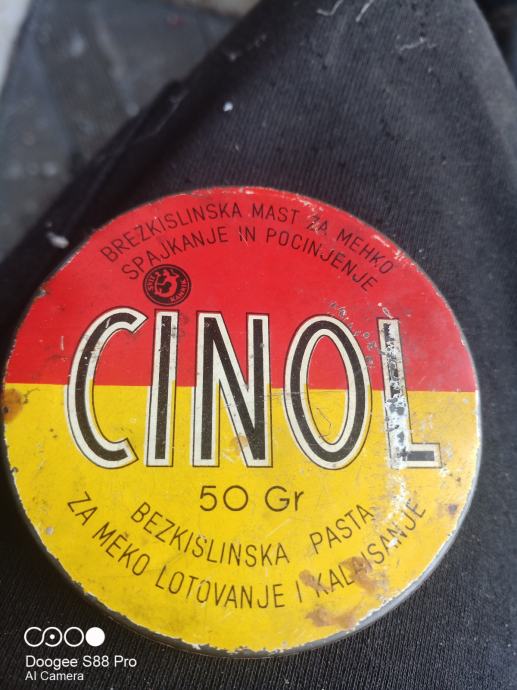 BREZKISLINSKA MAST ZA MEHKO
SPAJKANJE IN POCINJENJE
CINOL
50 Gr
BEZKISLINSKA PASTA
ZA MEKO LOTOVANJE I KALAISANJE
Doogee S88 Pro
AI Camera